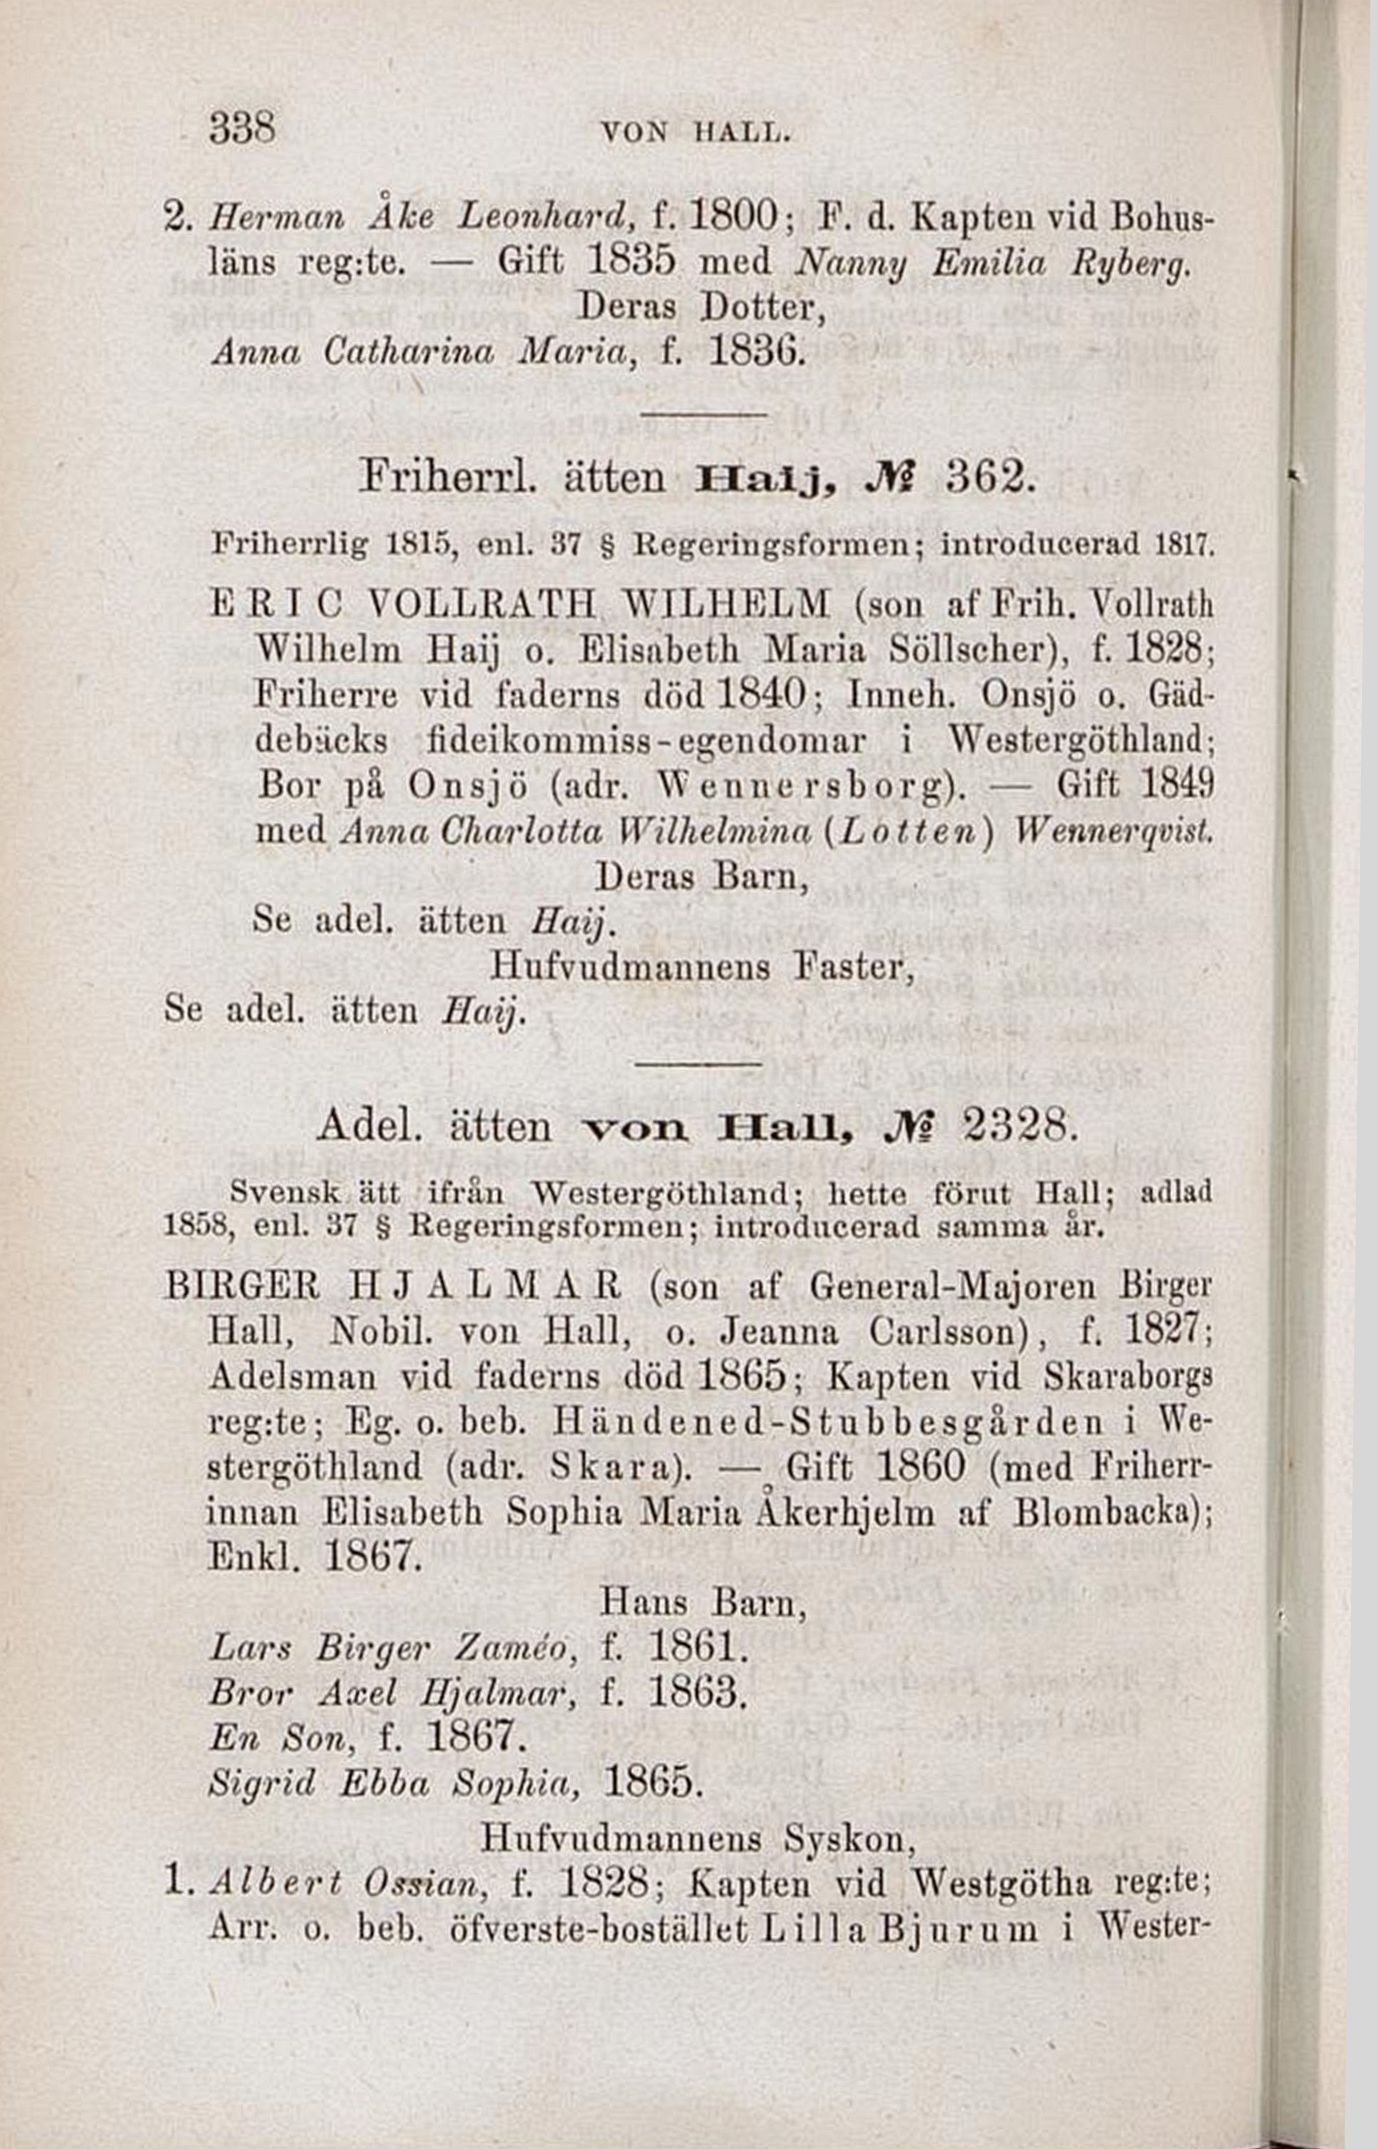 338
VON HALL.
2. Herman Åke Leonhard, f. 1800; F. d. Kapten vid Bohus-
läns reg:te. — Gift 1835 med Nanny Emilia Ryberg.
Deras Dotter,
Anna Catharina Maria, f. 1836.
Friherrl. ätten Haij, № 362.
Friherrlig 1815, enl. 37 § Regeringsformen; introducerad 1817.
ERIC VOLLRATH WILHELM (son af Frih. Vollrath
Wilhelm Haij o. Elisabeth Maria Söllscher), f. 1828;
Friherre vid faderns död 1840; Inneh. Onsjö o. Gäd-
debäcks fideikommiss-egendomar i Westergöthland;
Bor på Onsjö (adr. Wennersborg). — Gift 1849
med Anna Charlotta Wilhelmina (Lotten) Wennerqvist.
Deras Barn,
Se adel. ätten Haij.
Hufvudmannens Faster,
Se adel. ätten Haij.
Adel. ätten von Hall, № 2328.
Svensk ätt ifrån Westergöthland; hette förut Hall; adlad
1858, enl. 37 § Regeringsformen; introducerad samma år.
BIRGER HJALMAR (son af General-Majoren Birger
Hall, Nobil. von Hall, o. Jeanna Carlsson), f. 1827;
Adelsman vid faderns död 1865; Kapten vid Skaraborgs
reg:te; Eg. o. beb. Händened-Stubbesgården i We-
stergöthland (adr. Skara). — Gift 1860 (med Friherr-
innan Elisabeth Sophia Maria Åkerhjelm af Blombacka);
Enkl. 1867.
Hans Barn,
Lars Birger Zaméo, f. 1861.
Bror Axel Hjalmar, f. 1863.
En Son, f. 1867.
Sigrid Ebba Sophia, 1865.
Hufvudmannens Syskon,
1. Albert Ossian, f. 1828; Kapten vid Westgötha reg:te;
Arr. o. beb. öfverste-bostället Lilla Bjurum i Wester-